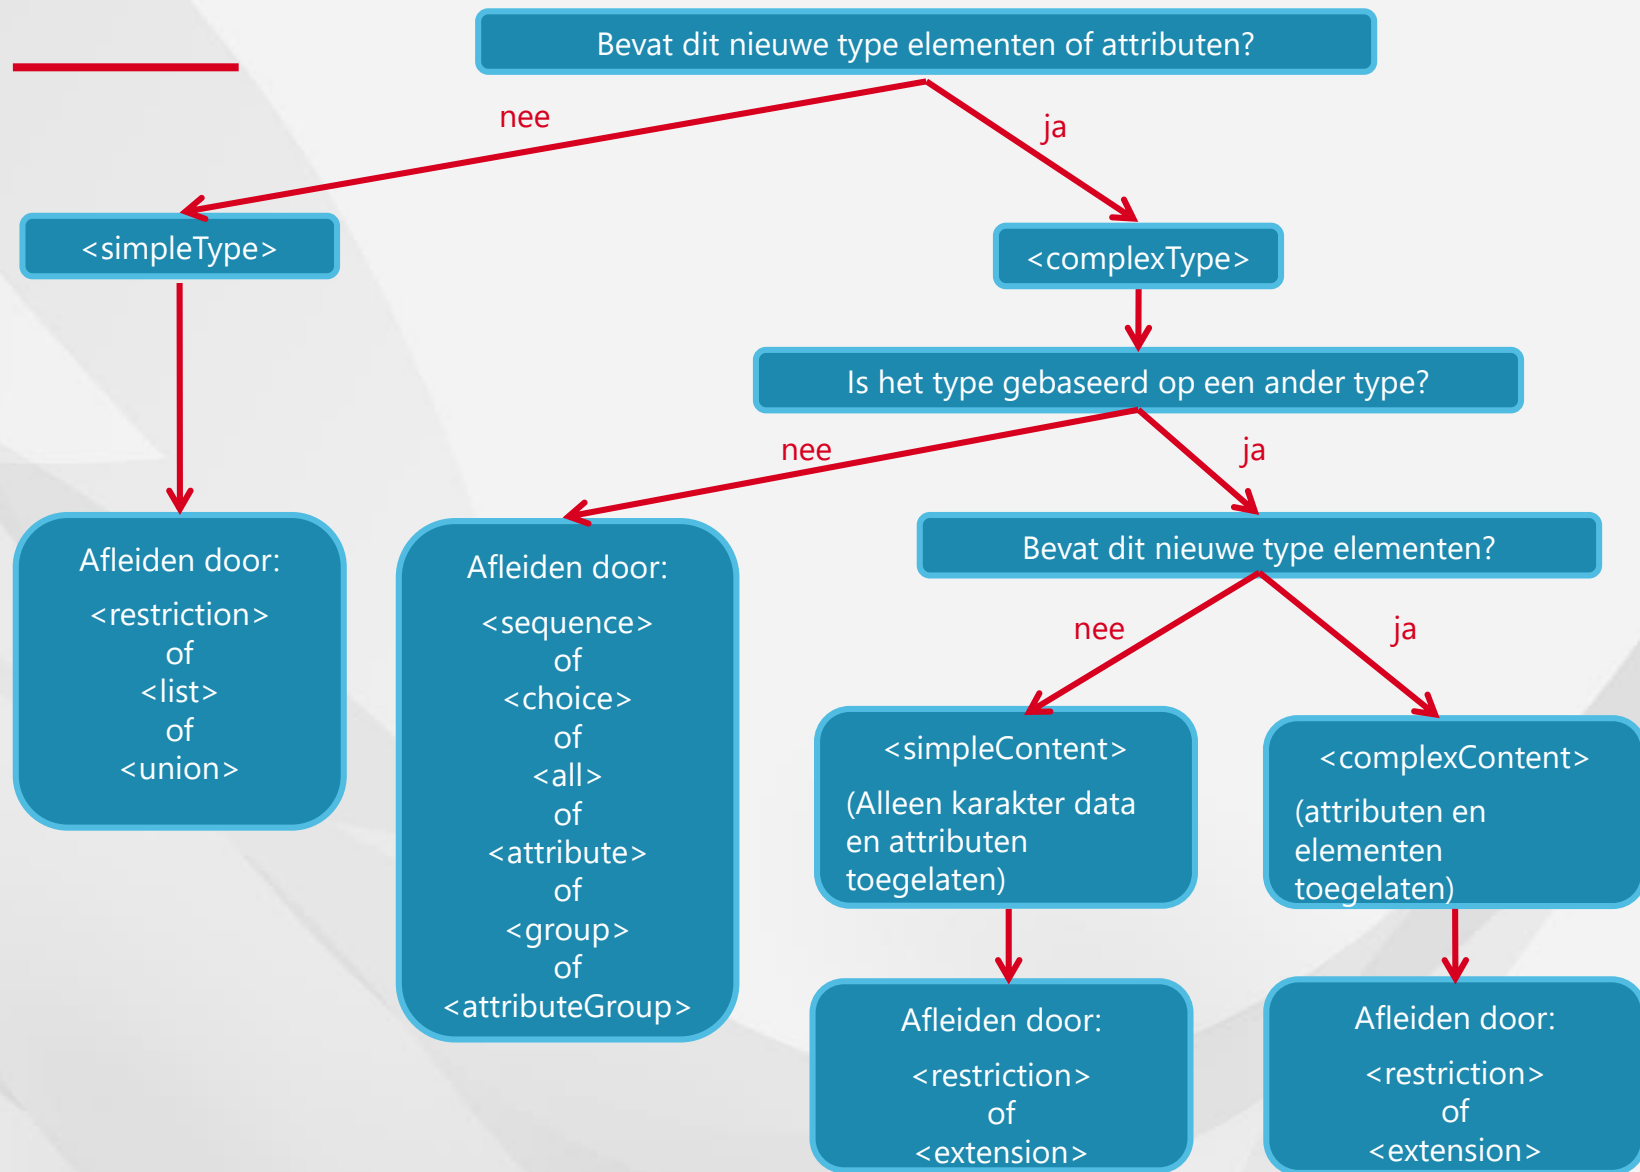 Bevat dit nieuwe type elementen of attributen?
nee
ja
<simpleType>
<complexType>
Is het type gebaseerd op een ander type?
nee
ja
Afleiden door:
<restriction>
of
<list>
of
<union>
Afleiden door:
<sequence>
of
<choice>
of
<all>
of
<attribute>
of
<group>
of
<attributeGroup>
Bevat dit nieuwe type elementen?
nee
ja
<simpleContent>
(Alleen karakter data
en attributen
toegelaten)
<complexContent>
(attributen en
elementen
toegelaten)
Afleiden door:
<restriction>
of
<extension>
Afleiden door:
<restriction>
of
<extension>